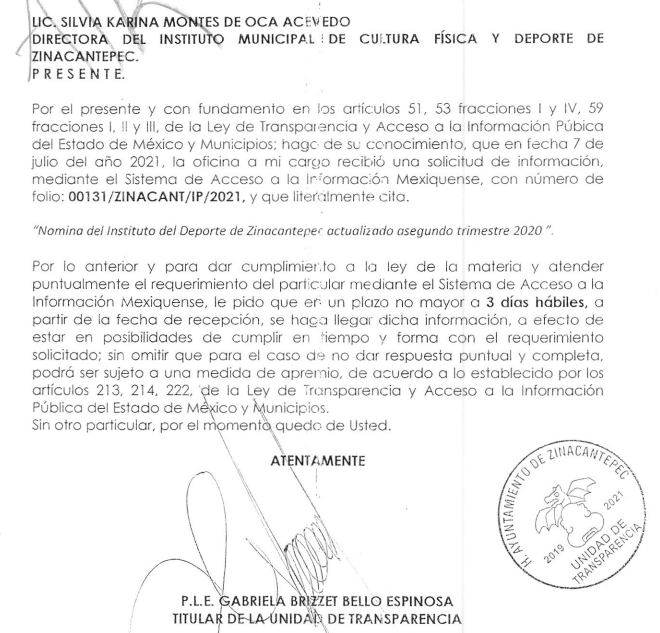 LIC. SILVIA KARINA MONTES DE OCA ACEVEDO
DIRECTORA DEL INSTITUTO MUNICIPAL DE CULTURA FÍSICA Y DEPORTE DE
ZINACANTEPEC.
P R E S E N T E.
Por el presente y con fundamento en los artículos 51, 53 fracciones I y IV, 59
fracciones I, II y III, de la Ley de Transparencia y Acceso a la Información Púbica
del Estado de México y Municipios; hago de su conocimiento, que en fecha 7 de
julio del año 2021, la oficina a mi cargo recibió una solicitud de información,
mediante el Sistema de Acceso a la Información Mexiquense, con número de
folio: 00131/ZINACANT/IP/2021, y que literalmente cita.
"Nomina del Instituto del Deporte de Zinacantepec actualizado asegundo trimestre 2020 ".
Por lo anterior y para dar cumplimiento a la ley de la materia y atender
puntualmente el requerimiento del particular mediante el Sistema de Acceso a la
Información Mexiquense, le pido que en un plazo no mayor a 3 días hábiles, a
partir de la fecha de recepción, se haga llegar dicha información, a efecto de
estar en posibilidades de cumplir en tiempo y forma con el requerimiento
solicitado; sin omitir que para el caso de no dar respuesta puntual y completa,
podrá ser sujeto a una medida de apremio, de acuerdo a lo establecido por los
artículos 213, 214, 222, de la Ley de Transparencia y Acceso a la Información
Pública del Estado de México y Municipios.
Sin otro particular, por el momento quedo de Usted.
ATENTAMENTE
H. AYUNTAMIENTO DE ZINACANTEPEC
2019 2021
UNIDAD DE
TRANSPARENCIA
P.L.E. GABRIELA BRIZZET BELLO ESPINOSA
TITULAR DE LA UNIDAD DE TRANSPARENCIA